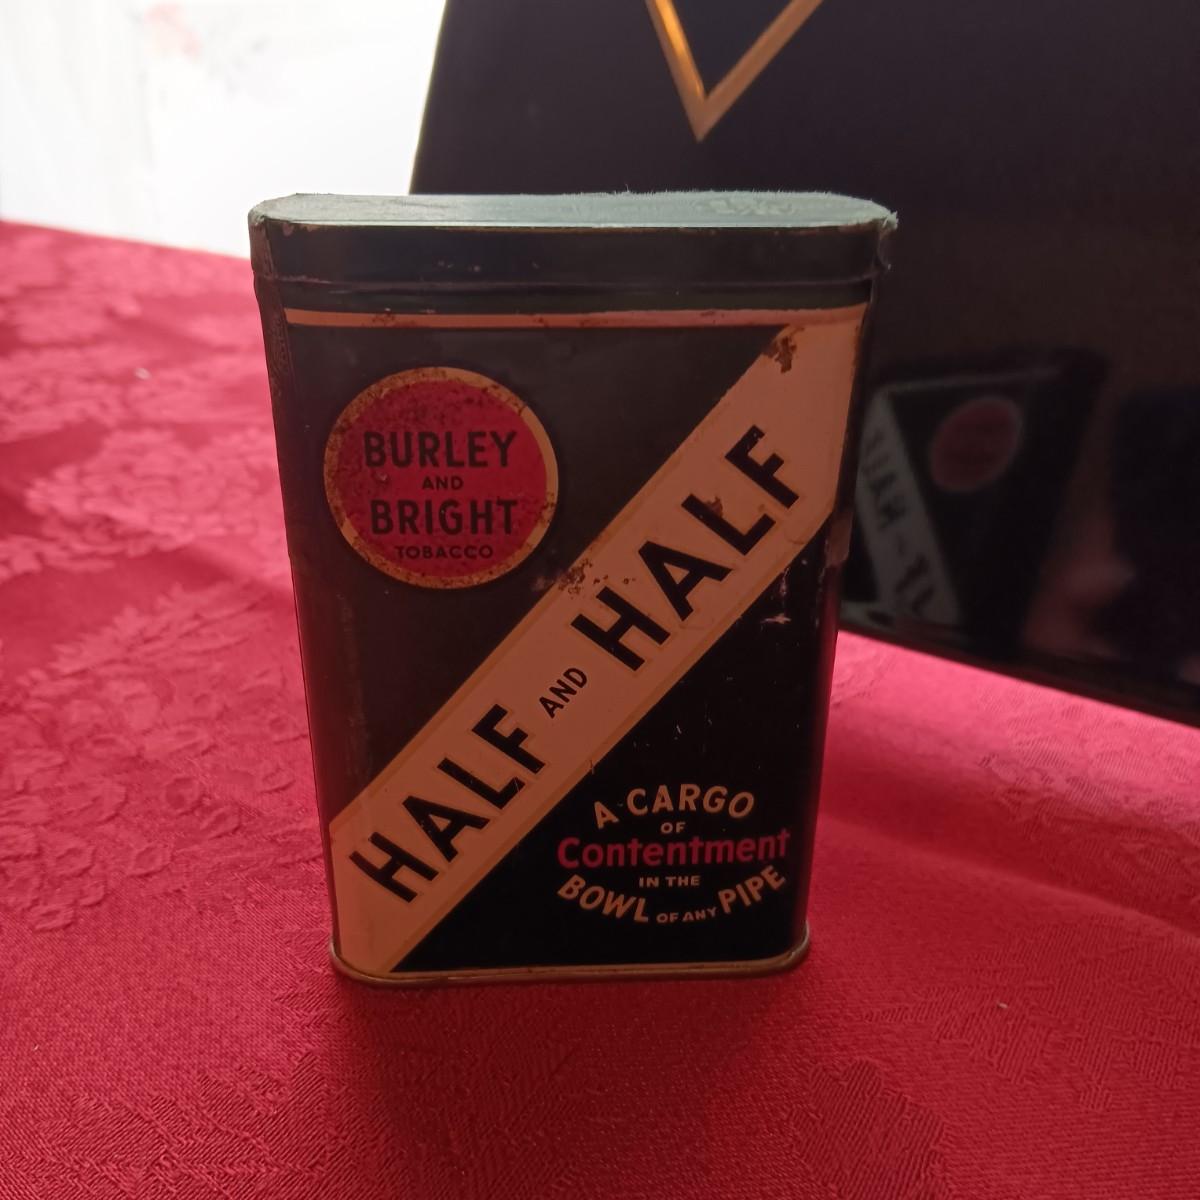 BURLEY
AND
BRIGHT
TOBACCO
HALF AND HALF
A CARGO
OF
Contentment
IN THE
BOWL OF ANY PIPE